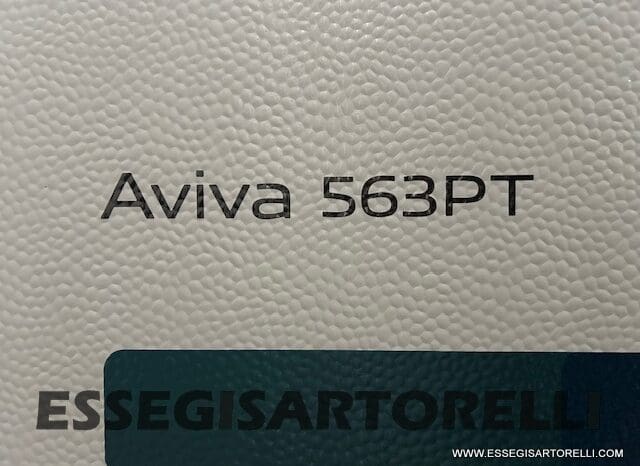 Aviva 563PT
ESSEGISARTORELLI
WWW.ESSEGISARTORELLI.COM